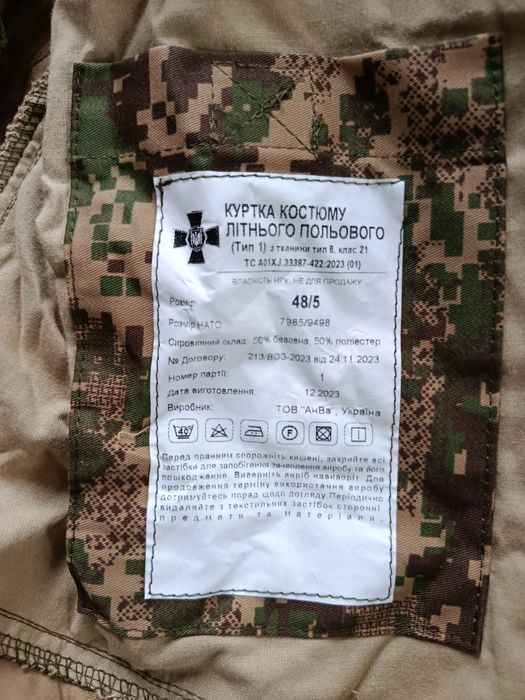 КУРТКА КОСТЮМУ
ЛІТНЬОГО ПОЛЬОВОГО
(Тип 1) з тканини тип В, клас 21
ТС А01XJ.33387-422:2023 (01)
ВЛАСНІСТЬ НГУ, НЕ ДЛЯ ПРОДАЖУ
Розмір 48/5
Розмір НАТО 7985/9498
Сировинний склад: 50% бавовна, 50% поліестер
№ Договору: 213/ВОЗ-2023 від 24.11.2023
Номер партії: 1
Дата виготовлення: 12.2023
Виробник: ТОВ "АнВа", Україна
40
F
Перед пранням спорожніть кишені, закрийте всі
застібки для запобігання зачеплення виробу та його
пошкодження. Виверніть виріб навиворіт. Для
продовження терміну використання виробу
дотримуйтесь порад щодо догляду. Періодично
видаляйте з текстильних застібок сторонні
предмети та матеріали.